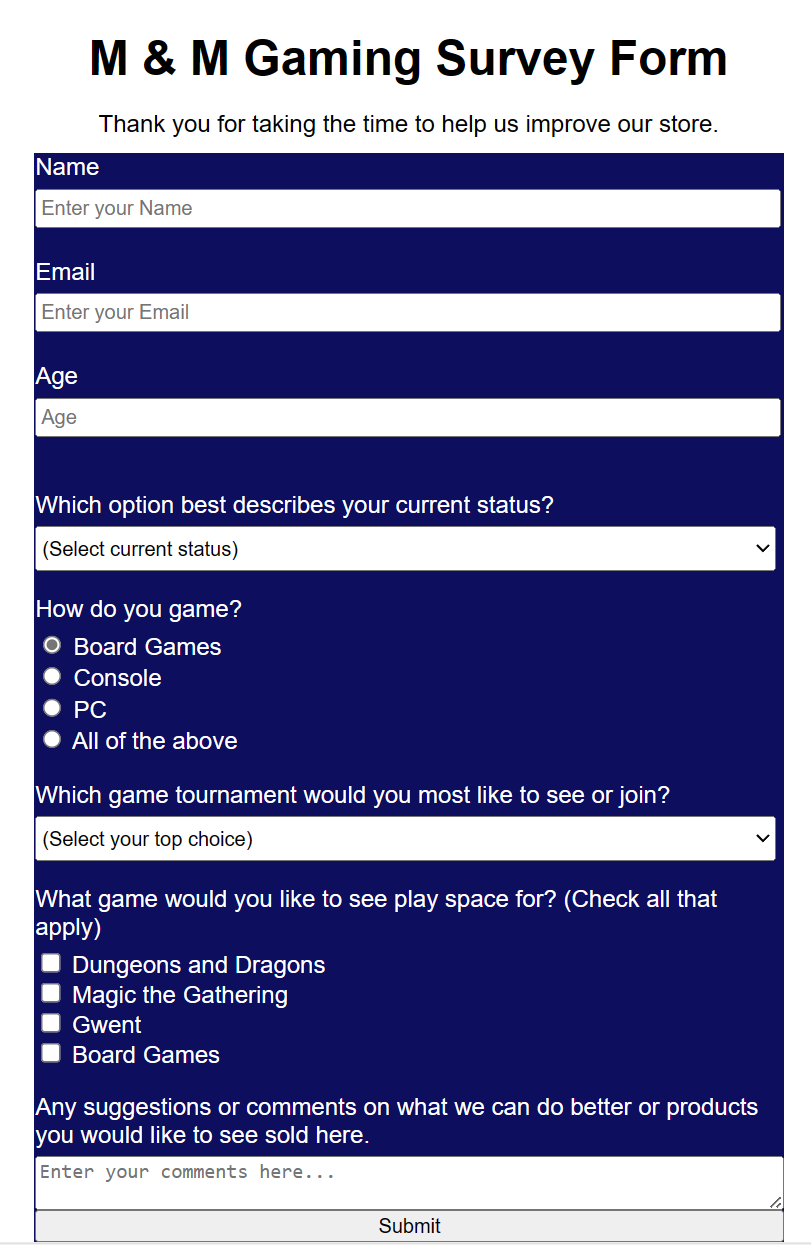 M & M Gaming Survey Form
Thank you for taking the time to help us improve our store.
Name
Enter your Name
Email
Enter your Email
Age
Age
Which option best describes your current status?
(Select current status)
How do you game?
Board Games
Console
PC
All of the above
Which game tournament would you most like to see or join?
(Select your top choice)
What game would you like to see play space for? (Check all that
apply)
Dungeons and Dragons
Magic the Gathering
Gwent
Board Games
Any suggestions or comments on what we can do better or products
you would like to see sold here.
Enter your comments here...
Submit